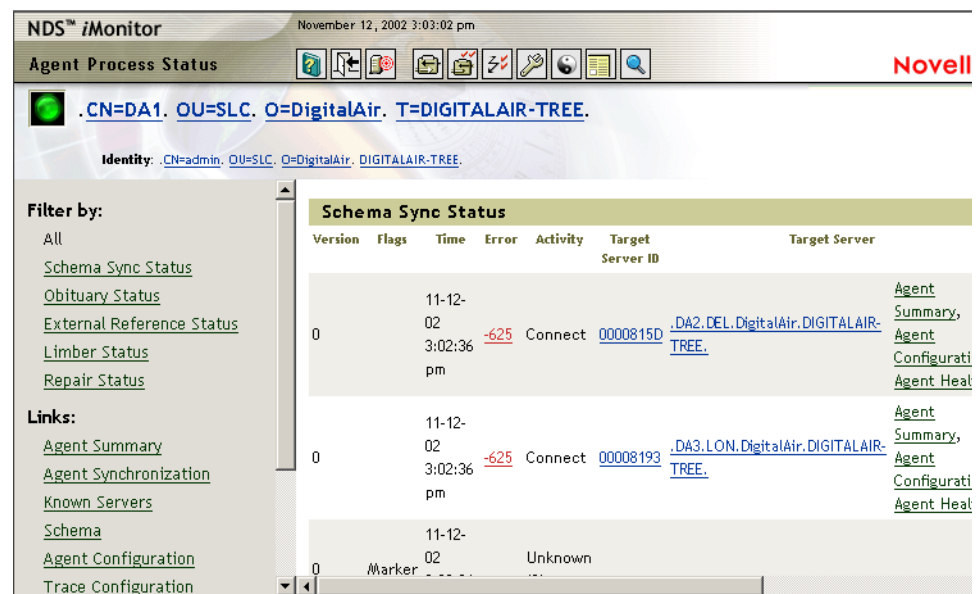 NDS™ iMonitor
November 12, 2002 3:03:02 pm
Agent Process Status
Novell
.CN=DA1. OU=SLC. O=DigitalAir. T=DIGITALAIR-TREE.
Identity: .CN=admin. OU=SLC. O=DigitalAir. DIGITALAIR-TREE.
Filter by:
All
Schema Sync Status
Obituary Status
External Reference Status
Limber Status
Repair Status
Links:
Agent Summary
Agent Synchronization
Known Servers
Schema
Agent Configuration
Trace Configuration
Schema Sync Status
Version Flags Time Error Activity Target Server ID Target Server
0
11-12-
02
3:02:36
pm
-625 Connect 0000815D
.DA2.DEL.DigitalAir.DIGITALAIR-
TREE.
Agent
Summary,
Agent
Configurati
Agent Heal
0
11-12-
02
3:02:36
pm
-625 Connect 00008193
.DA3.LON.DigitalAir.DIGITALAIR-
TREE.
Agent
Summary,
Agent
Configurati
Agent Heal
0 Marker
11-12-
02
Unknown